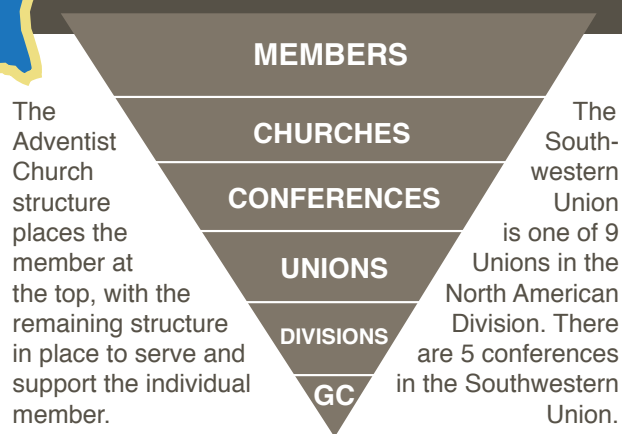 MEMBERS
CHURCHES
CONFERENCES
UNIONS
DIVISIONS
GC
The
Adventist
Church
structure
places the
member at
the top, with the
remaining structure
in place to serve and
support the individual
member.
The
South-
western
Union
is one of 9
Unions in the
North American
Division. There
are 5 conferences
in the Southwestern
Union.